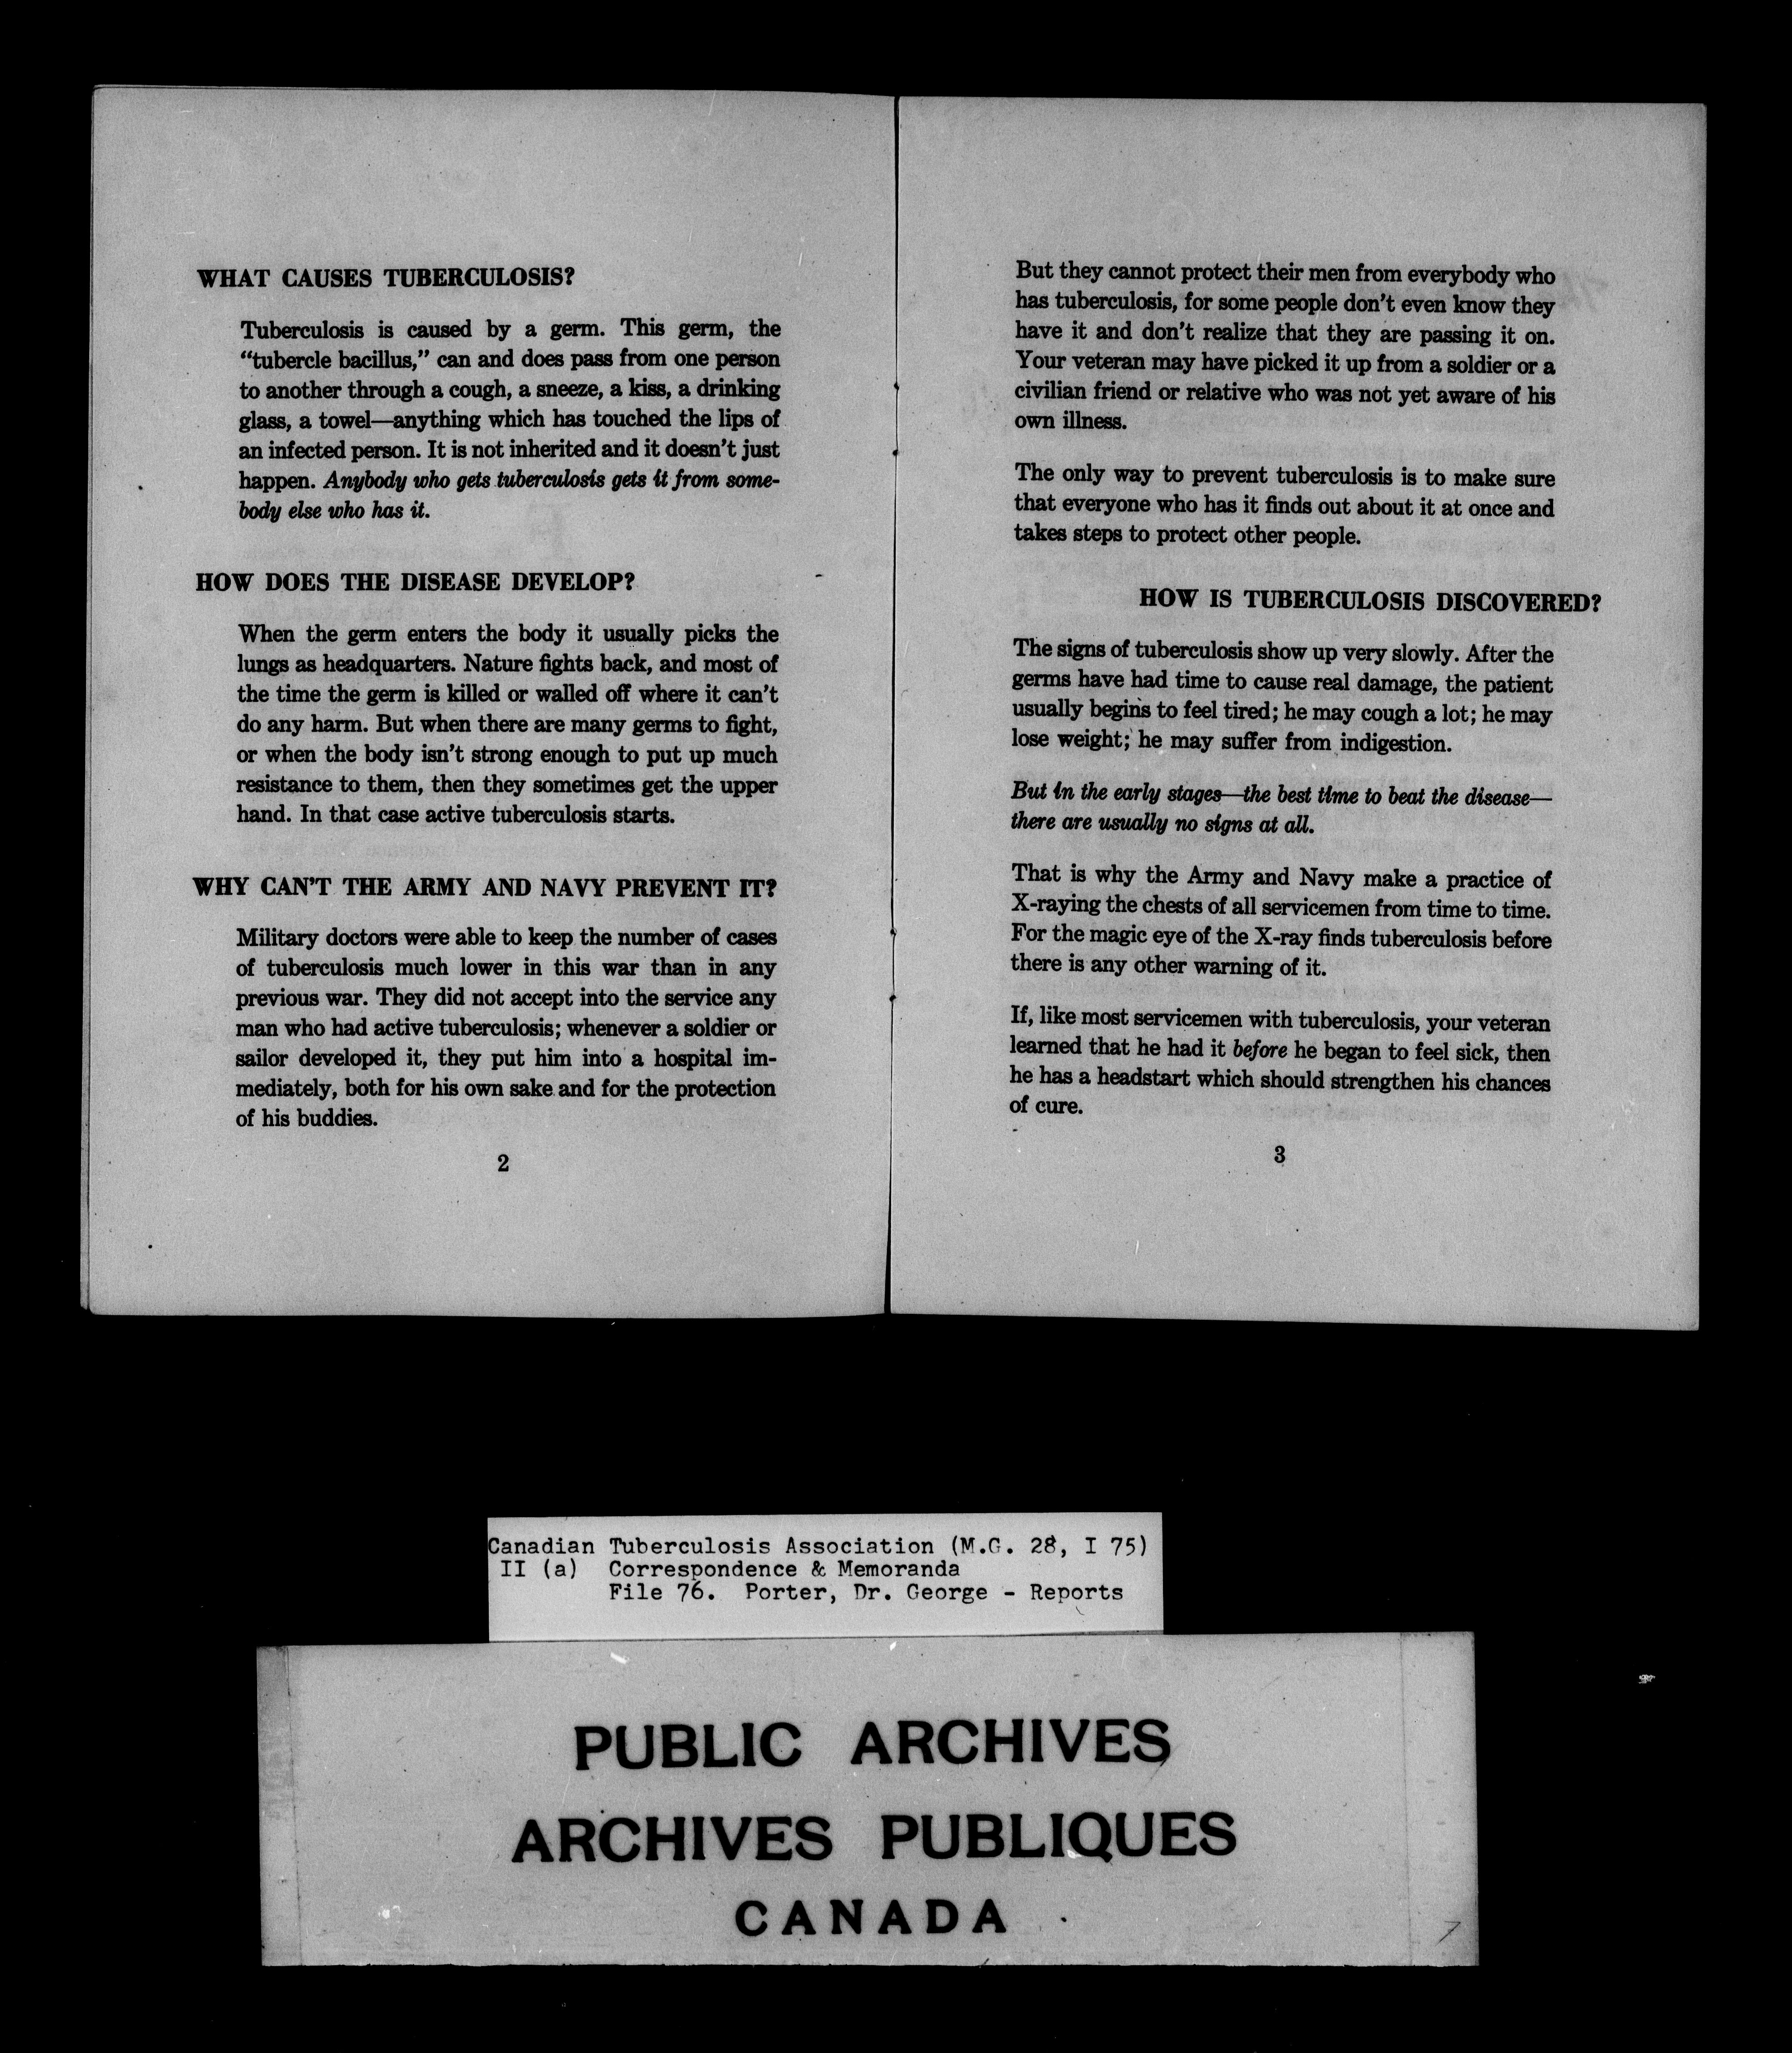 WHAT CAUSES TUBERCULOSIS?
Tuberculosis is caused by a germ. This germ, the
“tubercle bacillus,” can and does pass from one person
to another through a cough, a sneeze, a kiss, a drinking
glass, a towel—anything which has touched the lips of
an infected person. It is not inherited and it doesn’t just
happen. Anybody who gets tuberculosis gets it from some-
body else who has it.
HOW DOES THE DISEASE DEVELOP?
When the germ enters the body it usually picks the
lungs as headquarters. Nature fights back, and most of
the time the germ is killed or walled off where it can’t
do any harm. But when there are many germs to fight,
or when the body isn’t strong enough to put up much
resistance to them, then they sometimes get the upper
hand. In that case active tuberculosis starts.
WHY CAN’T THE ARMY AND NAVY PREVENT IT?
Military doctors were able to keep the number of cases
of tuberculosis much lower in this war than in any
previous war. They did not accept into the service any
man who had active tuberculosis; whenever a soldier or
sailor developed it, they put him into a hospital im-
mediately, both for his own sake and for the protection
of his buddies.
2
But they cannot protect their men from everybody who
has tuberculosis, for some people don’t even know they
have it and don’t realize that they are passing it on.
Your veteran may have picked it up from a soldier or a
civilian friend or relative who was not yet aware of his
own illness.
The only way to prevent tuberculosis is to make sure
that everyone who has it finds out about it at once and
takes steps to protect other people.
HOW IS TUBERCULOSIS DISCOVERED?
The signs of tuberculosis show up very slowly. After the
germs have had time to cause real damage, the patient
usually begins to feel tired; he may cough a lot; he may
lose weight; he may suffer from indigestion.
But in the early stages—the best time to beat the disease—
there are usually no signs at all.
That is why the Army and Navy make a practice of
X-raying the chests of all servicemen from time to time.
For the magic eye of the X-ray finds tuberculosis before
there is any other warning of it.
If, like most servicemen with tuberculosis, your veteran
learned that he had it before he began to feel sick, then
he has a headstart which should strengthen his chances
of cure.
3
Canadian Tuberculosis Association (M.G. 28, I 75)
II (a) Correspondence & Memoranda
File 76. Porter, Dr. George - Reports
PUBLIC ARCHIVES
ARCHIVES PUBLIQUES
CANADA
7